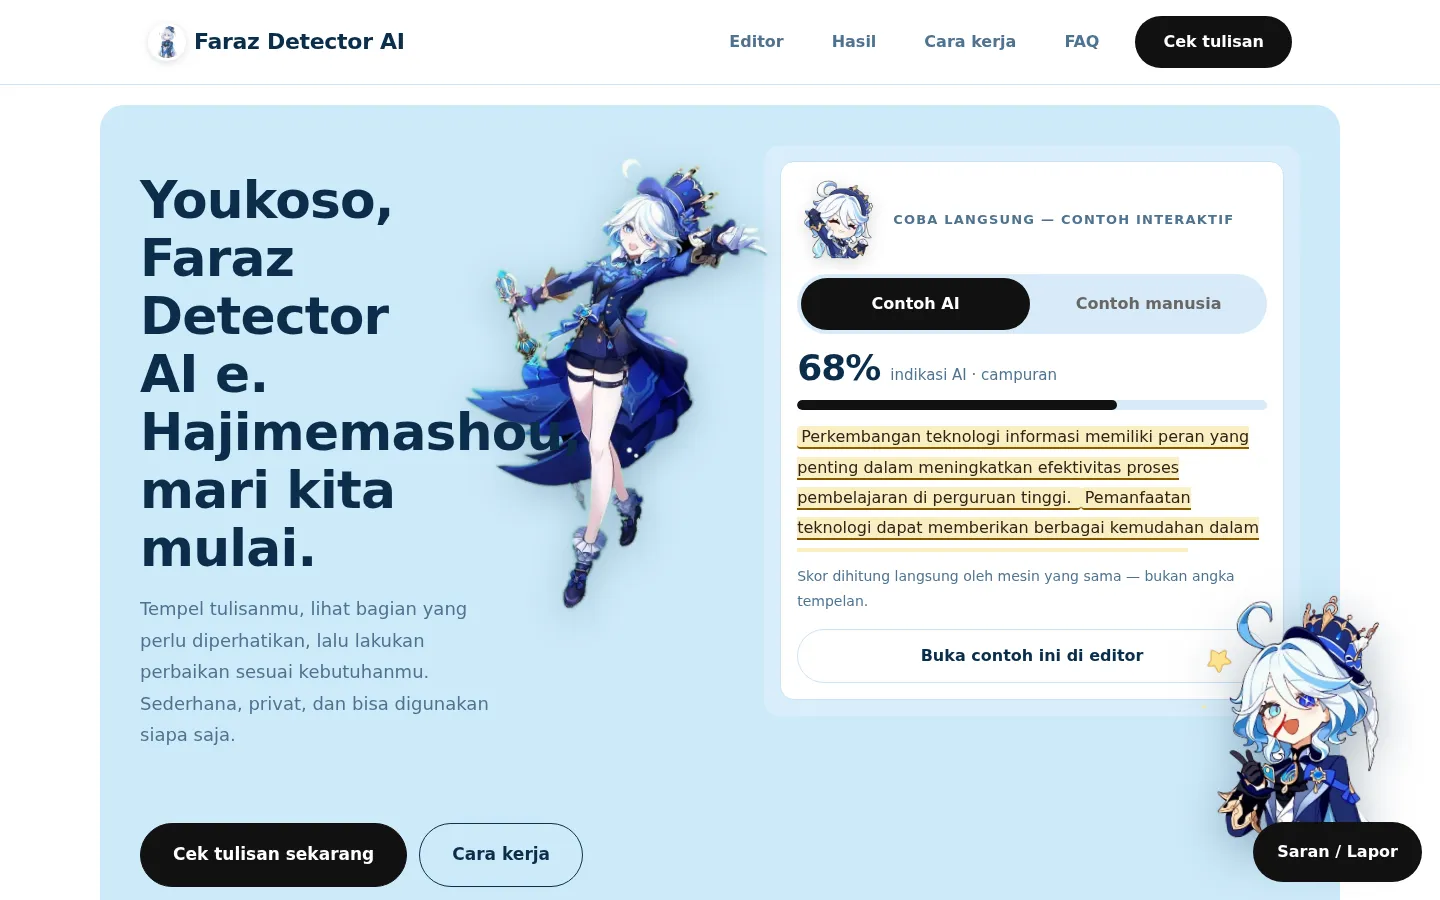 Faraz Detector AI
Editor
Hasil
Cara kerja
FAQ
Cek tulisan
Youkoso,
Faraz
Detector
AI e.
Hajimemashou,
mari kita
mulai.
Tempel tulisanmu, lihat bagian yang
perlu diperhatikan, lalu lakukan
perbaikan sesuai kebutuhanmu.
Sederhana, privat, dan bisa digunakan
siapa saja.
Cek tulisan sekarang
Cara kerja
COBA LANGSUNG — CONTOH INTERAKTIF
Contoh AI
Contoh manusia
68% indikasi AI · campuran
Perkembangan teknologi informasi memiliki peran yang
penting dalam meningkatkan efektivitas proses
pembelajaran di perguruan tinggi. Pemanfaatan
teknologi dapat memberikan berbagai kemudahan dalam
Skor dihitung langsung oleh mesin yang sama — bukan angka
tempelan.
Buka contoh ini di editor
Saran / Lapor